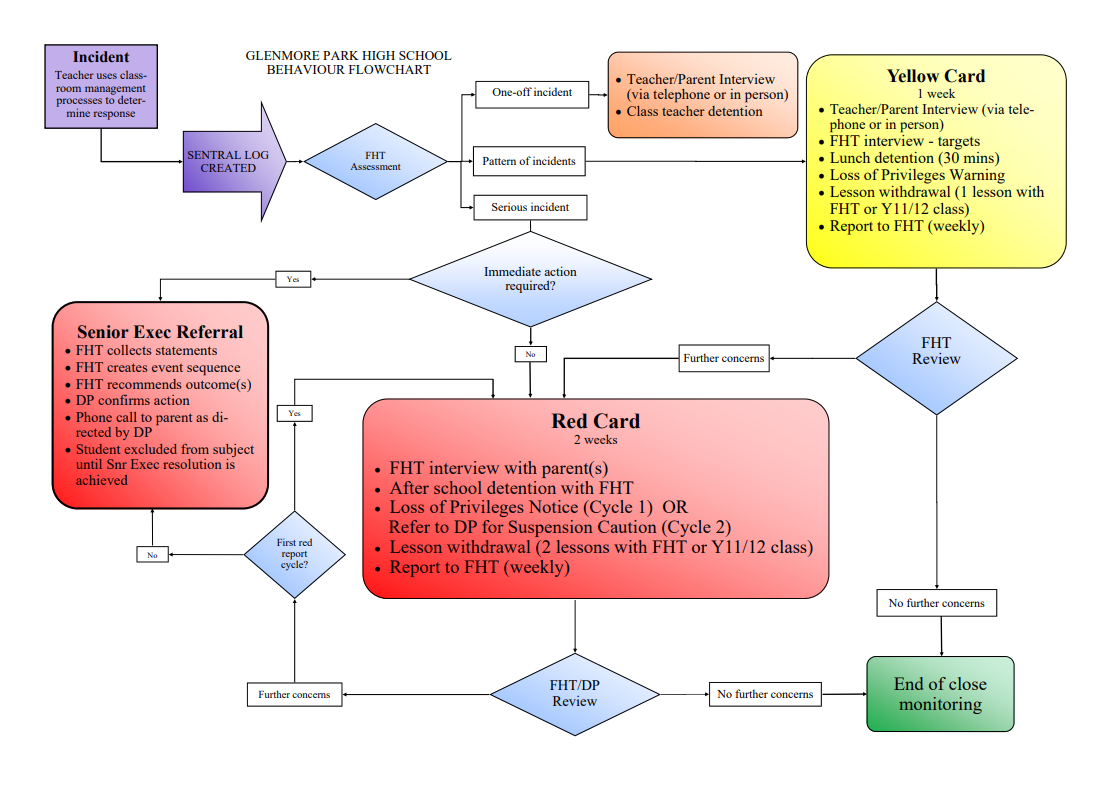 GLENMORE PARK HIGH SCHOOL
BEHAVIOUR FLOWCHART
Incident
Teacher uses class-
room management
processes to deter-
mine response
SENTRAL LOG
CREATED
FHT
Assessment
One-off incident
• Teacher/Parent Interview
(via telephone or in person)
• Class teacher detention
Pattern of incidents
Serious incident
Yellow Card
1 week
• Teacher/Parent Interview (via tele-
phone or in person)
• FHT interview - targets
• Lunch detention (30 mins)
• Loss of Privileges Warning
• Lesson withdrawal (1 lesson with
FHT or Y11/12 class)
• Report to FHT (weekly)
Immediate action
required?
Yes
No
Senior Exec Referral
• FHT collects statements
• FHT creates event sequence
• FHT recommends outcome(s)
• DP confirms action
• Phone call to parent as di-
rected by DP
• Student excluded from subject
until Snr Exec resolution is
achieved
Further concerns
FHT
Review
Yes
Red Card
2 weeks
• FHT interview with parent(s)
• After school detention with FHT
• Loss of Privileges Notice (Cycle 1) OR
Refer to DP for Suspension Caution (Cycle 2)
• Lesson withdrawal (2 lessons with FHT or Y11/12 class)
• Report to FHT (weekly)
No
First red
report
cycle?
No further concerns
Further concerns
FHT/DP
Review
No further concerns
End of close
monitoring